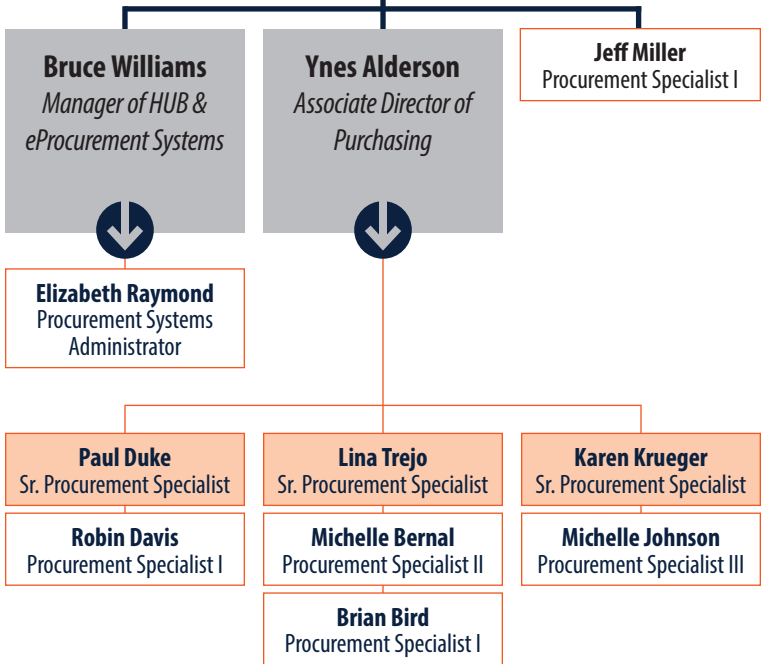 Bruce Williams
Manager of HUB &
eProcurement Systems
Ynes Alderson
Associate Director of
Purchasing
Jeff Miller
Procurement Specialist I
Elizabeth Raymond
Procurement Systems
Administrator
Paul Duke
Sr. Procurement Specialist
Lina Trejo
Sr. Procurement Specialist
Karen Krueger
Sr. Procurement Specialist
Robin Davis
Procurement Specialist I
Michelle Bernal
Procurement Specialist II
Michelle Johnson
Procurement Specialist III
Brian Bird
Procurement Specialist I